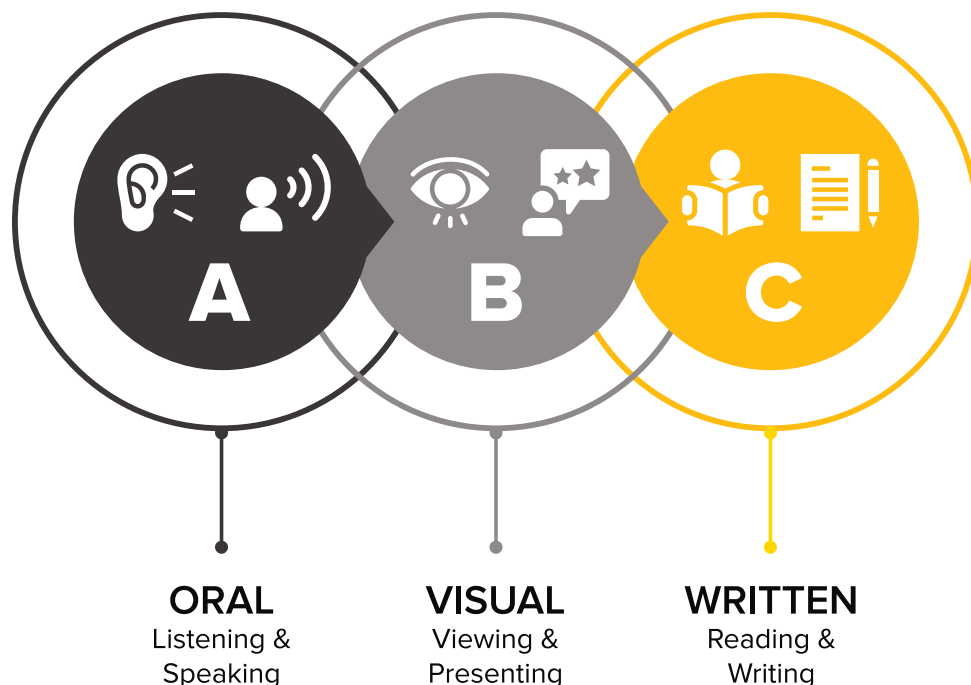 A
B
C
ORAL
Listening &
Speaking
VISUAL
Viewing &
Presenting
WRITTEN
Reading &
Writing